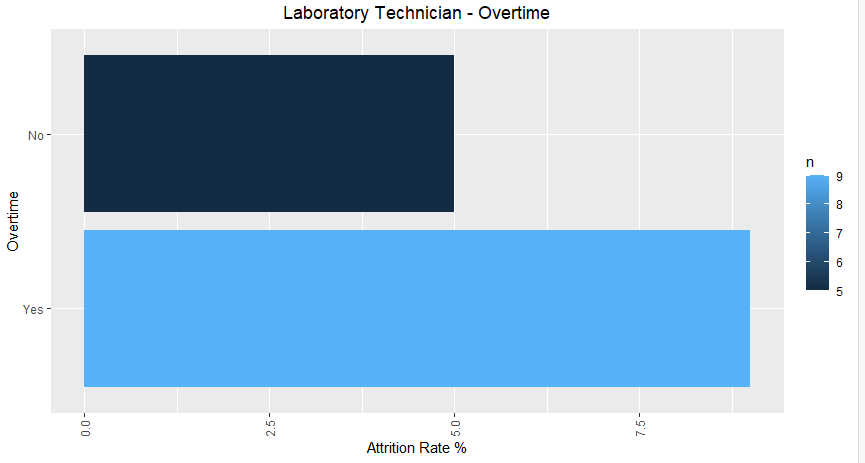 Laboratory Technician - Overtime
Overtime
No
Yes
0.0 2.5 5.0 7.5
Attrition Rate %
n
9
8
7
6
5